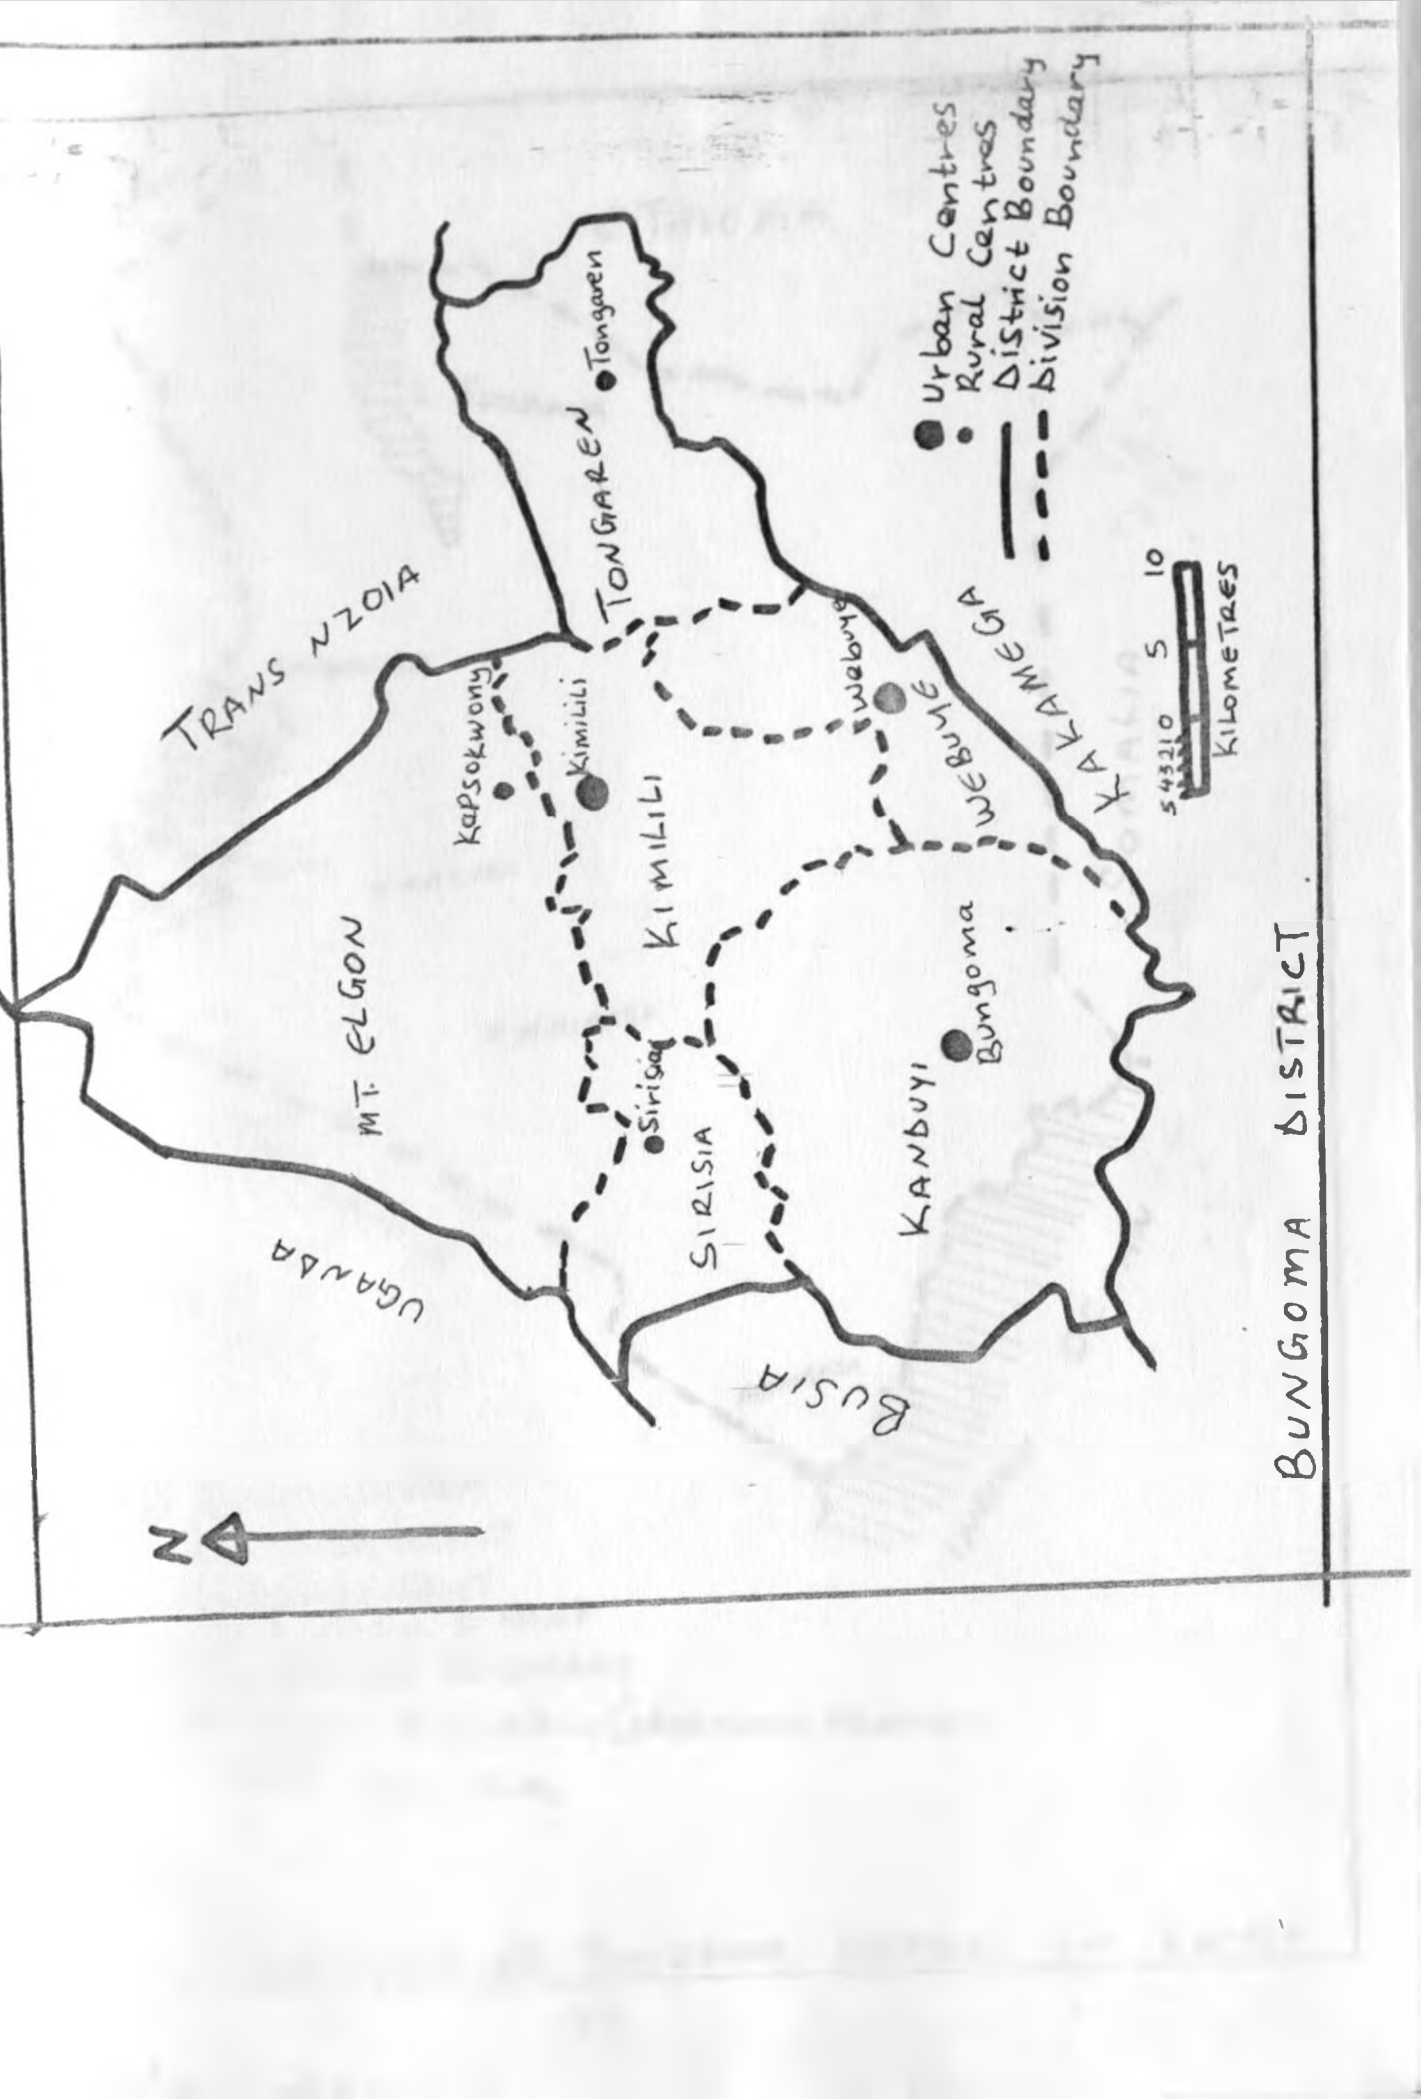 N
TRANS NZOIA
UGANDA
MT. ELGON
Kapsokwony
Kimilili
KIMILILI
TONGAREN
Tongaren
Sirisia
SIRISIA
Webuye
WEBUYE
KANDUYI
Bungoma
BUSIA
KAKAMEGA
Urban Centres
Rural Centres
District Boundary
Division Boundary
5 4 3 2 1 0 5 10
KILOMETRES
BUNGOMA DISTRICT